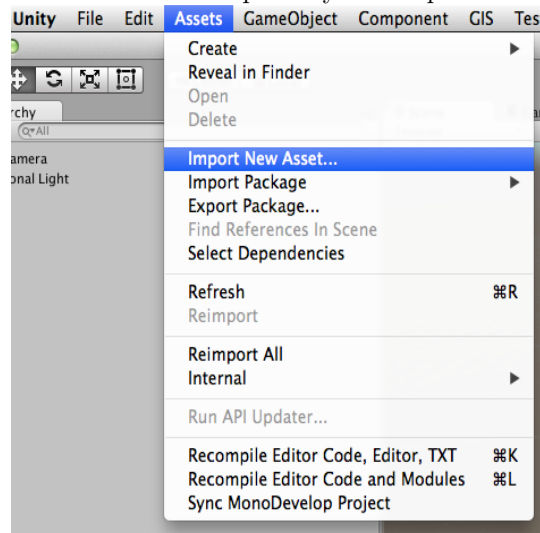 Unity File Edit Assets GameObject Component GIS Tes
Create
Reveal in Finder
Open
Delete
rchy
All
amera
onal Light
Import New Asset...
Import Package
Export Package...
Find References In Scene
Select Dependencies
Refresh ⌘R
Reimport
Reimport All
Internal
Run API Updater...
Recompile Editor Code, Editor, TXT ⌘K
Recompile Editor Code and Modules ⌘L
Sync MonoDevelop Project